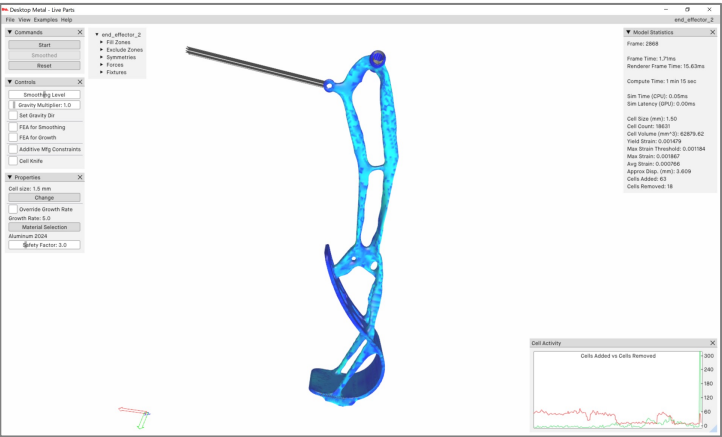 Desktop Metal - Live Parts
File View Examples Help
end_effector_2
Commands
Start
Smoothed
Reset
Controls
Smoothing Level
Gravity Multiplier: 1.0
Set Gravity Dir
FEA for Smoothing
FEA for Growth
Additive Mfg Constraints
Cell Knife
Properties
Cell size: 1.5 mm
Change
Override Growth Rate
Growth Rate: 5.0
Material Selection
Aluminum 2024
Safety Factor: 3.0
end_effector_2
Fill Zones
Exclude Zones
Symmetries
Forces
Fixtures
Model Statistics
Frame: 2868
Frame Time: 1.71ms
Renderer Frame Time: 15.63ms
Compute Time: 1 min 15 sec
Sim Time (CPU): 0.05ms
Sim Latency (GPU): 0.00ms
Cell Size (mm): 1.50
Cell Count: 18631
Cell Volume (mm^3): 62879.62
Yield Strain: 0.001479
Max Strain Threshold: 0.001184
Max Strain: 0.001867
Avg Strain: 0.000766
Approx Disp. (mm): 3.609
Cells Added: 63
Cells Removed: 18
Cell Activity
Cells Added vs Cells Removed
300
240
180
120
60
0